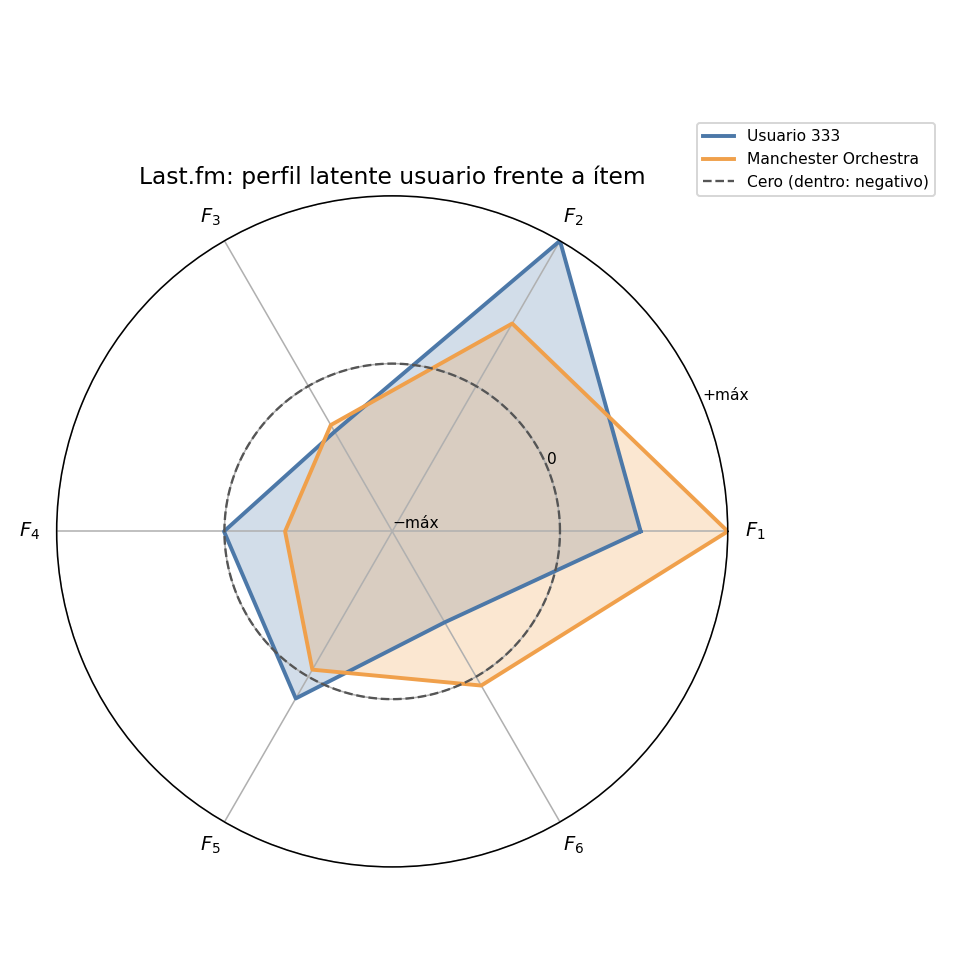 Usuario 333
Manchester Orchestra
Cero (dentro: negativo)
Last.fm: perfil latente usuario frente a ítem
F₃
F₂
+máx
0
−máx
F₄
F₁
F₅
F₆